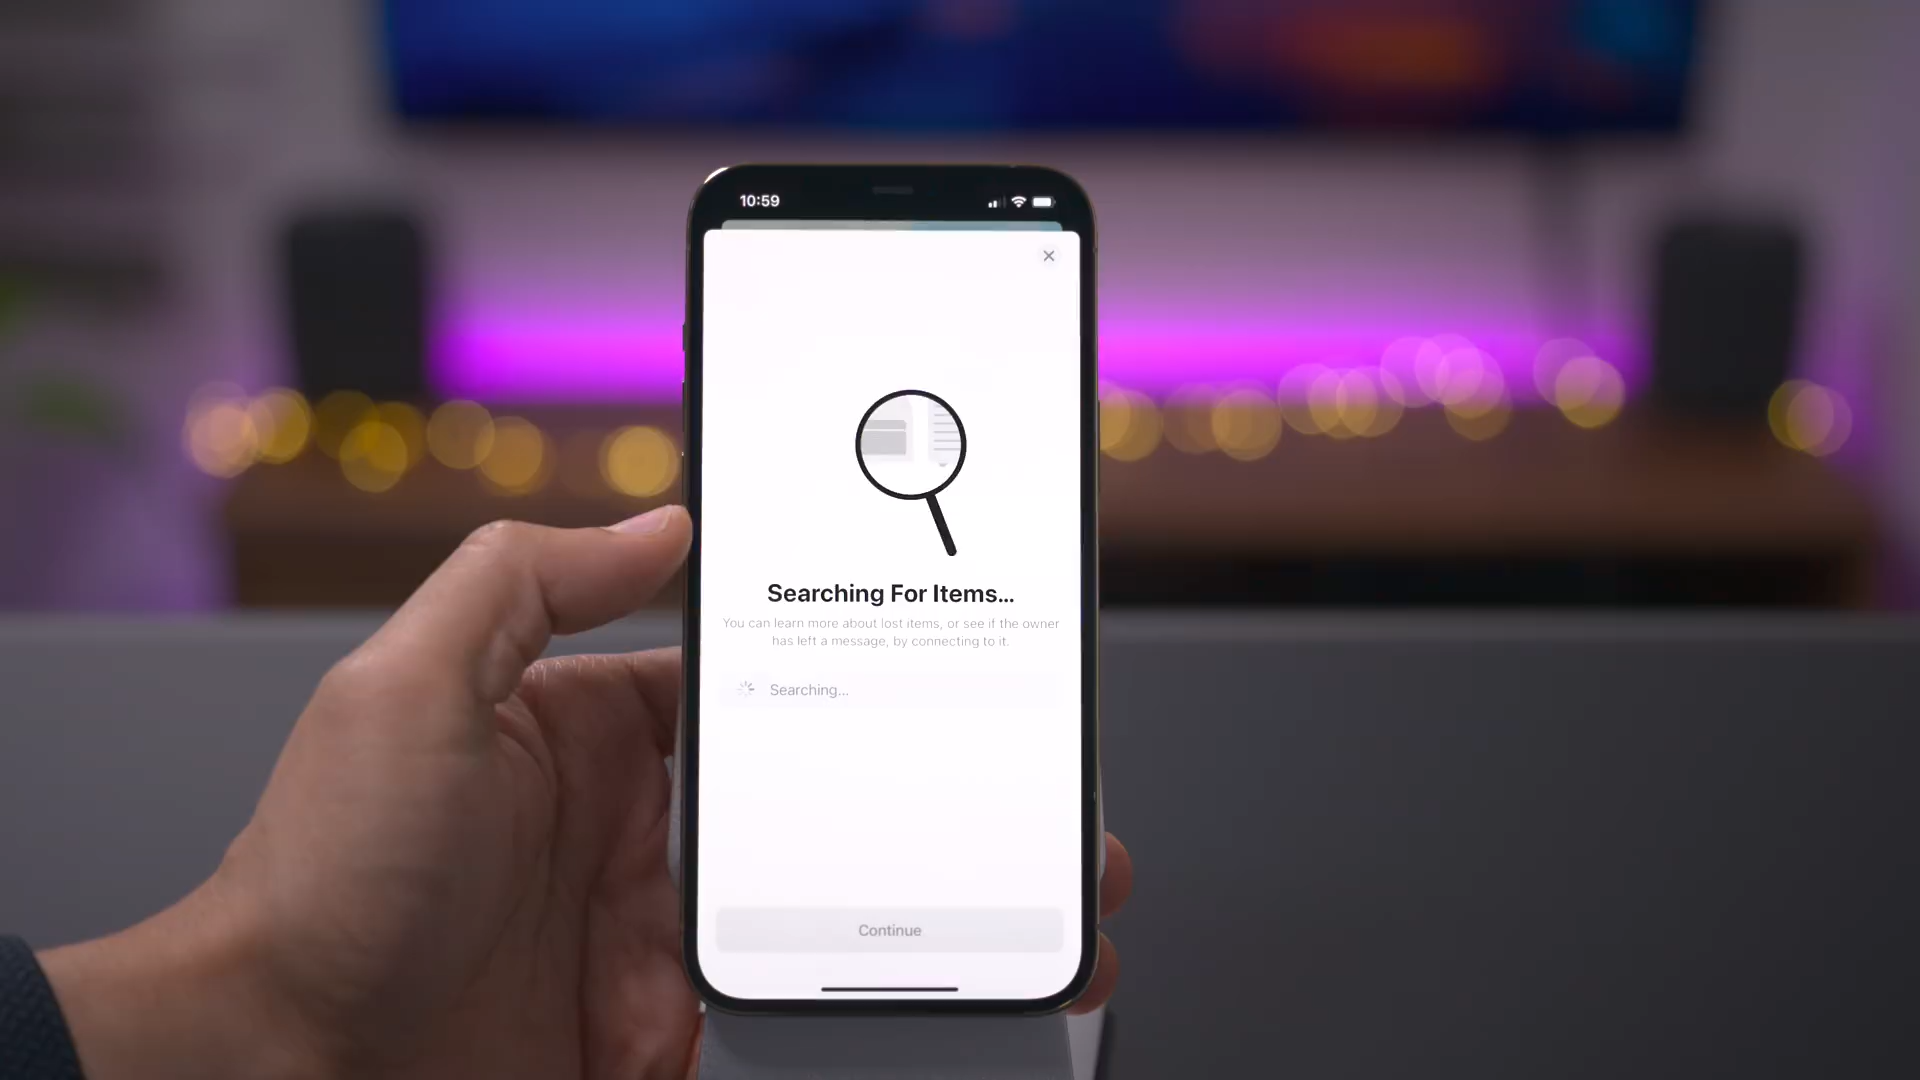 10:59
Searching For Items...
You can learn more about lost items, or see if the owner
has left a message, by connecting to it.
Searching...
Continue